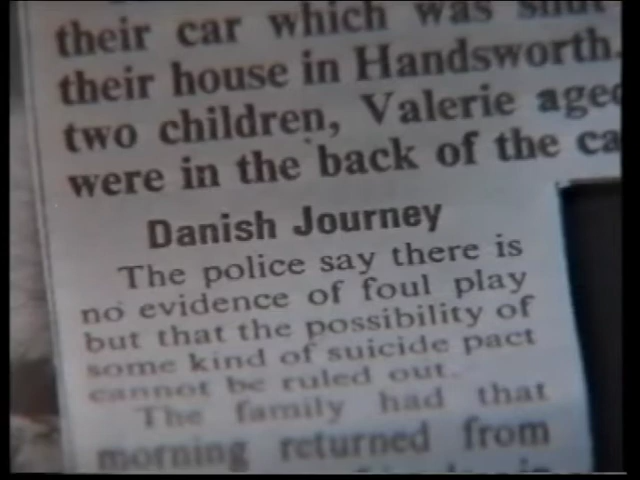 their car which was shut
their house in Handsworth.
two children, Valerie aged
were in the back of the ca
Danish Journey
The police say there is
no evidence of foul play
but that the possibility of
some kind of suicide pact
cannot be ruled out.
The family had that
morning returned from